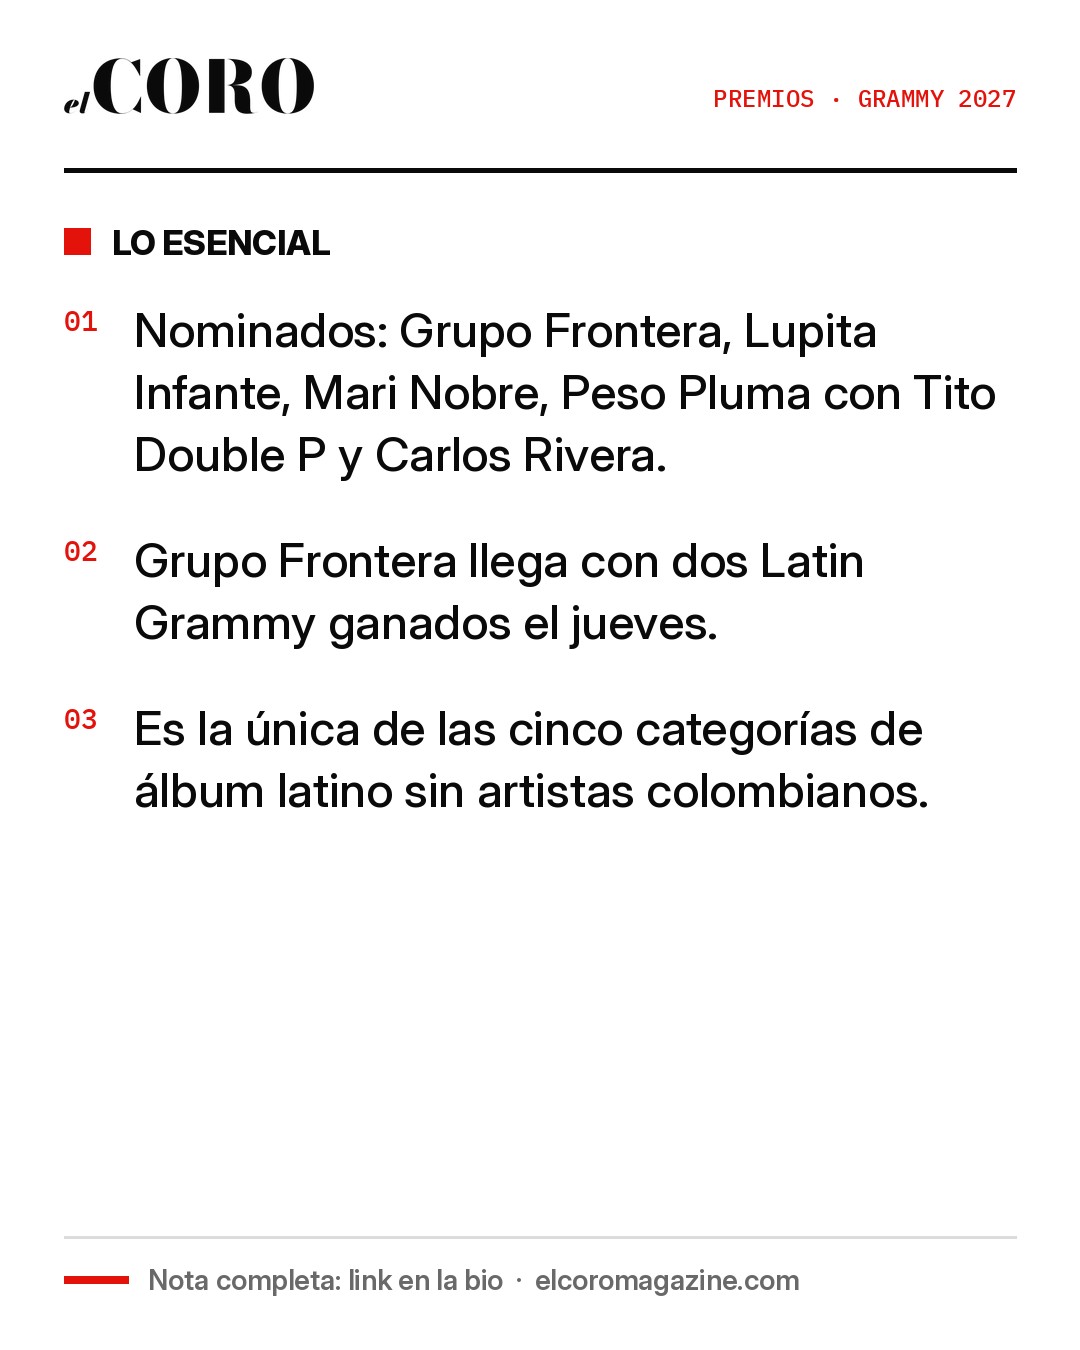 el CORO
PREMIOS · GRAMMY 2027
LO ESENCIAL
01 Nominados: Grupo Frontera, Lupita
Infante, Mari Nobre, Peso Pluma con Tito
Double P y Carlos Rivera.
02 Grupo Frontera llega con dos Latin
Grammy ganados el jueves.
03 Es la única de las cinco categorías de
álbum latino sin artistas colombianos.
Nota completa: link en la bio · elcoromagazine.com